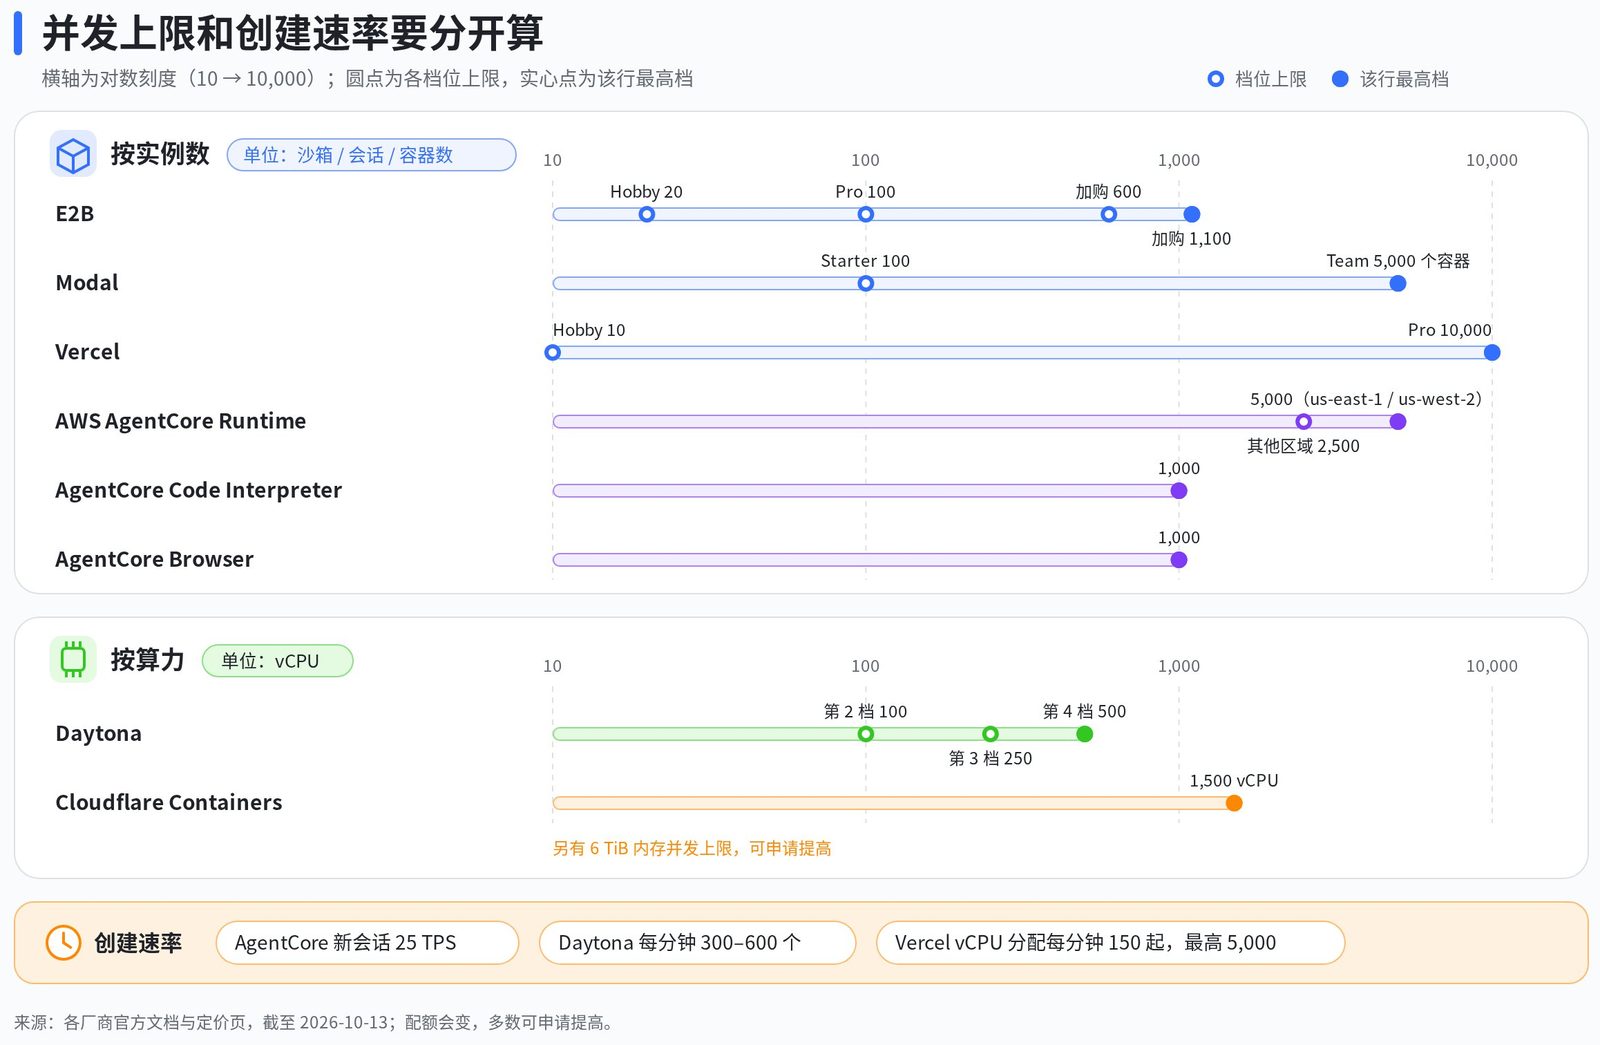 并发上限和创建速率要分开算
横轴为对数刻度（10 → 10,000）；圆点为各档位上限，实心点为该行最高档
档位上限 该行最高档
按实例数 单位：沙箱 / 会话 / 容器数
10 100 1,000 10,000
Hobby 20 Pro 100 加购 600
E2B
加购 1,100
Starter 100 Team 5,000 个容器
Modal
Hobby 10 Pro 10,000
Vercel
5,000（us-east-1 / us-west-2）
AWS AgentCore Runtime
其他区域 2,500
1,000
AgentCore Code Interpreter
1,000
AgentCore Browser
按算力 单位：vCPU
10 100 1,000 10,000
第 2 档 100 第 4 档 500
Daytona
第 3 档 250
1,500 vCPU
Cloudflare Containers
另有 6 TiB 内存并发上限，可申请提高
创建速率 AgentCore 新会话 25 TPS Daytona 每分钟 300–600 个 Vercel vCPU 分配每分钟 150 起，最高 5,000
来源：各厂商官方文档与定价页，截至 2026-10-13；配额会变，多数可申请提高。